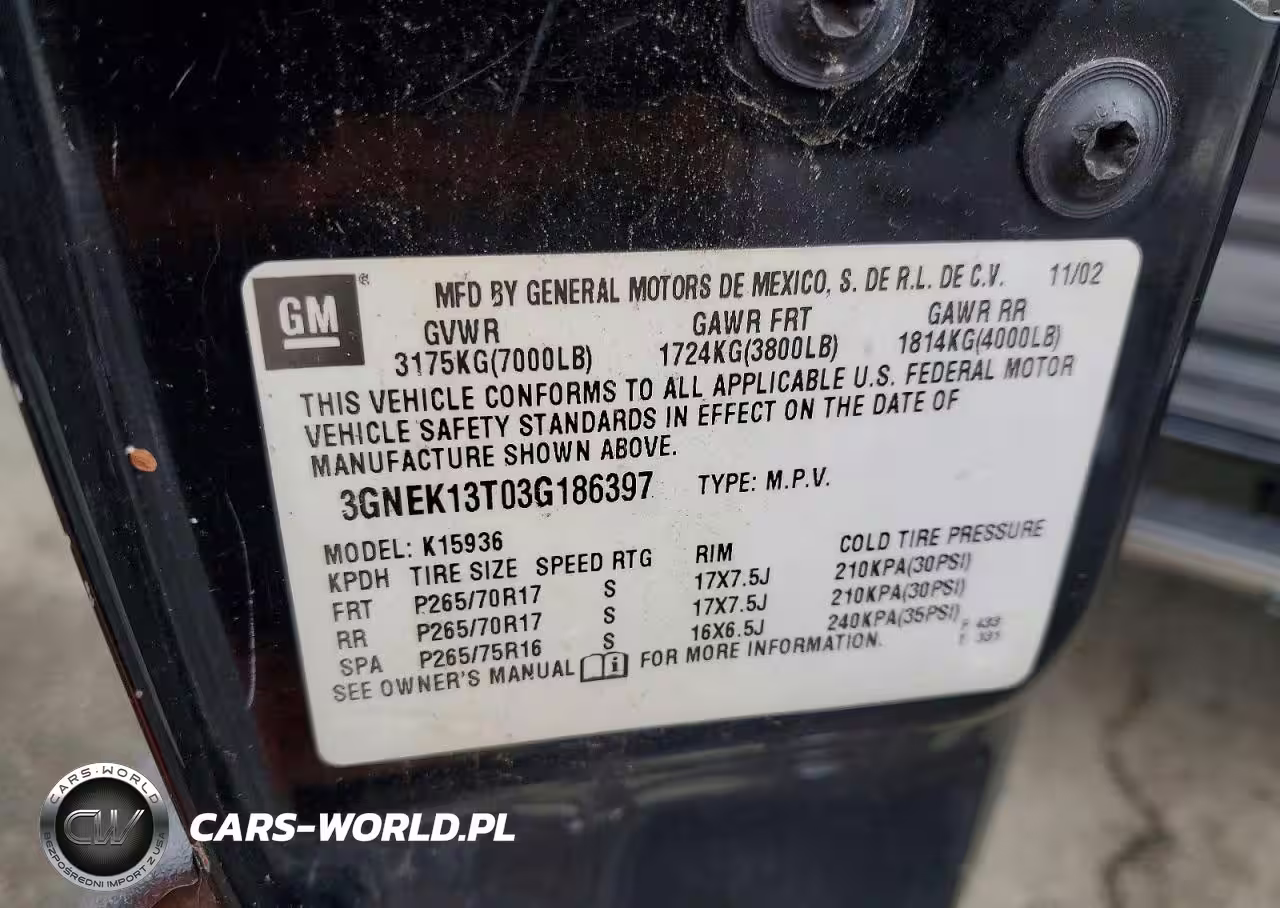 GM ®
MFD BY GENERAL MOTORS DE MEXICO, S. DE R.L. DE C.V. 11/02
GVWR GAWR FRT GAWR RR
3175KG(7000LB) 1724KG(3800LB) 1814KG(4000LB)
THIS VEHICLE CONFORMS TO ALL APPLICABLE U.S. FEDERAL MOTOR
VEHICLE SAFETY STANDARDS IN EFFECT ON THE DATE OF
MANUFACTURE SHOWN ABOVE.
3GNEK13T03G186397 TYPE: M.P.V.
MODEL: K15936
KPDH TIRE SIZE SPEED RTG RIM COLD TIRE PRESSURE
FRT P265/70R17 S 17X7.5J 210KPA(30PSI)
RR P265/70R17 S 17X7.5J 210KPA(30PSI)
SPA P265/75R16 S 16X6.5J 240KPA(35PSI)
SEE OWNER'S MANUAL FOR MORE INFORMATION.
CARS-WORLD
CW
BEZPOŚREDNI IMPORT Z USA
CARS-WORLD.PL